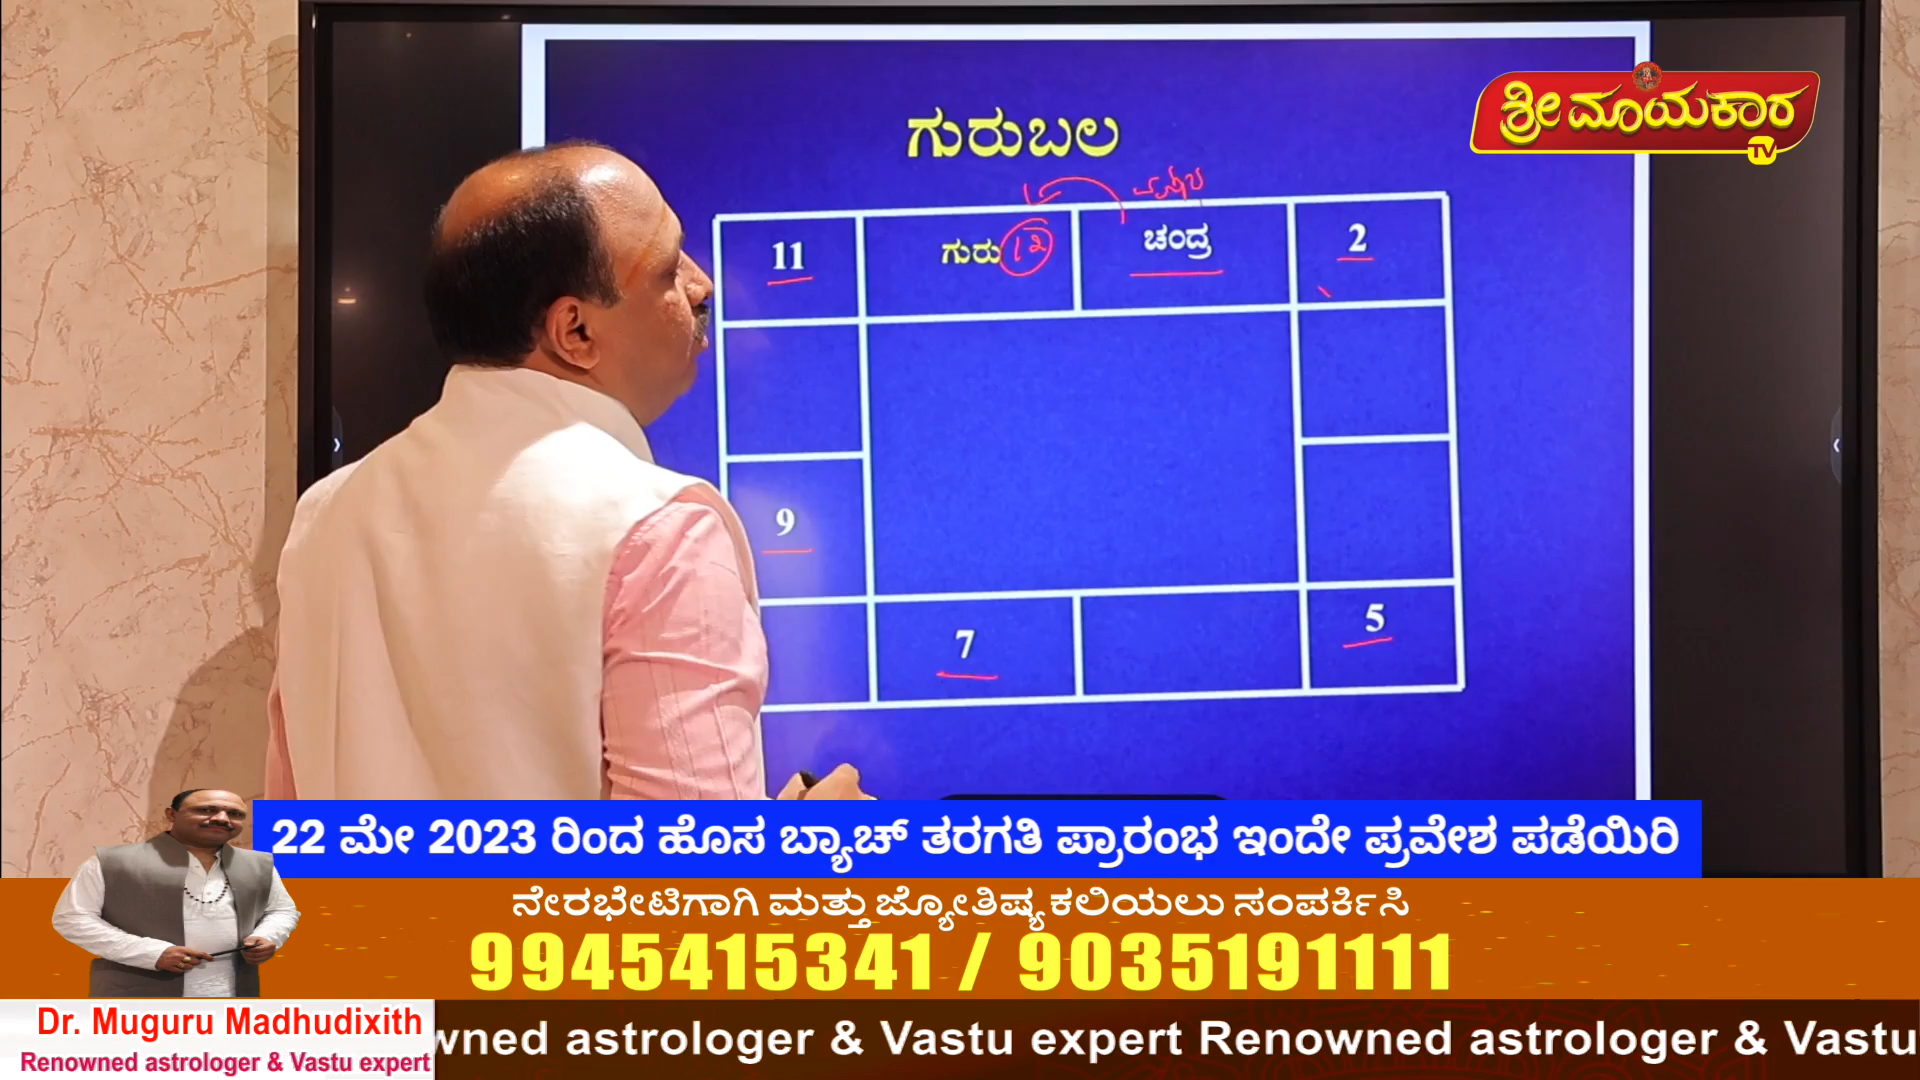 ಗುರುಬಲ
ಶ್ರೀ ಮಾಯಕಾರ
TV
11
ಗುರು 12
ಚಂದ್ರ
2
9
7
5
22 ಮೇ 2023 ರಿಂದ ಹೊಸ ಬ್ಯಾಚ್ ತರಗತಿ ಪ್ರಾರಂಭ ಇಂದೇ ಪ್ರವೇಶ ಪಡೆಯಿರಿ
ನೇರಭೇಟಿಗಾಗಿ ಮತ್ತು ಜ್ಯೋತಿಷ್ಯ ಕಲಿಯಲು ಸಂಪರ್ಕಿಸಿ
9945415341 / 9035191111
Dr. Muguru Madhudixith
Renowned astrologer & Vastu expert
wned astrologer & Vastu expert Renowned astrologer & Vastu